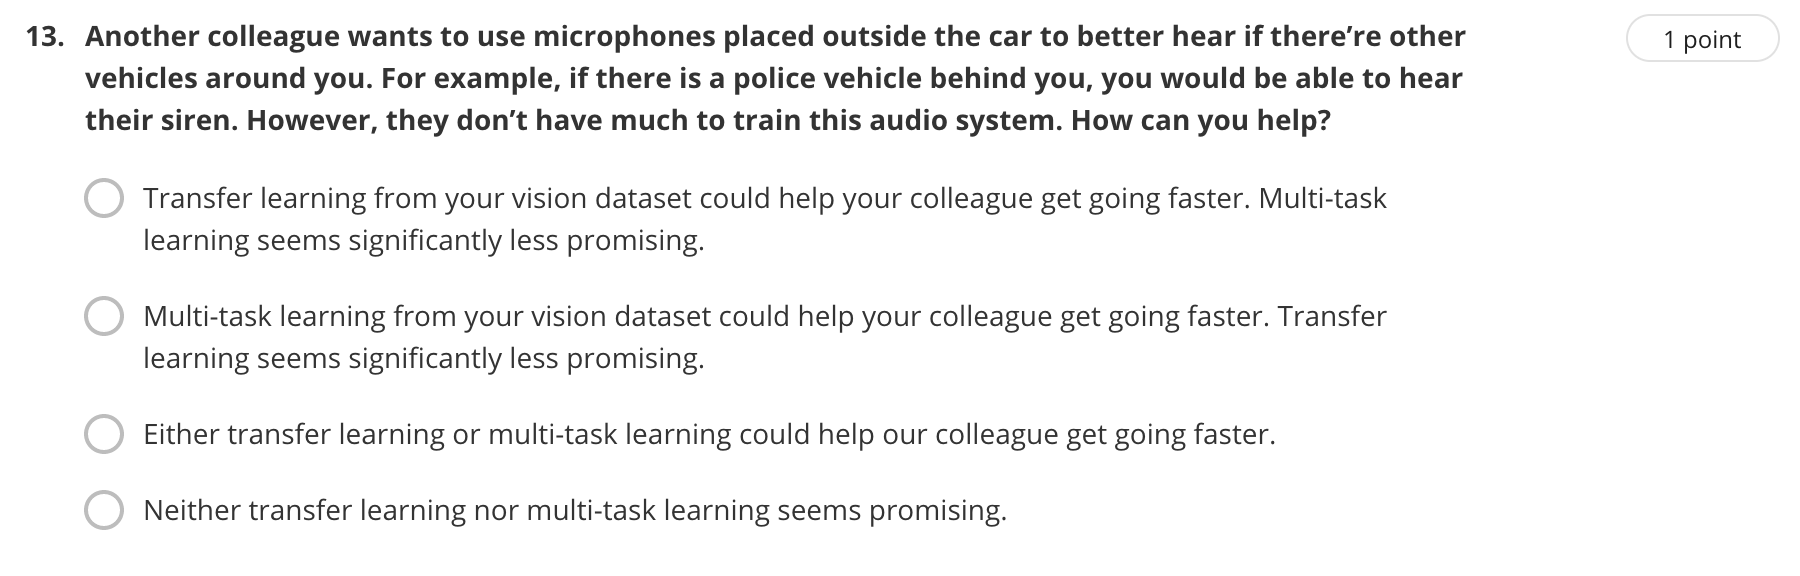 13. Another colleague wants to use microphones placed outside the car to better hear if there’re other
1 point
vehicles around you. For example, if there is a police vehicle behind you, you would be able to hear
their siren. However, they don’t have much to train this audio system. How can you help?
Transfer learning from your vision dataset could help your colleague get going faster. Multi-task
learning seems significantly less promising.
Multi-task learning from your vision dataset could help your colleague get going faster. Transfer
learning seems significantly less promising.
Either transfer learning or multi-task learning could help our colleague get going faster.
Neither transfer learning nor multi-task learning seems promising.